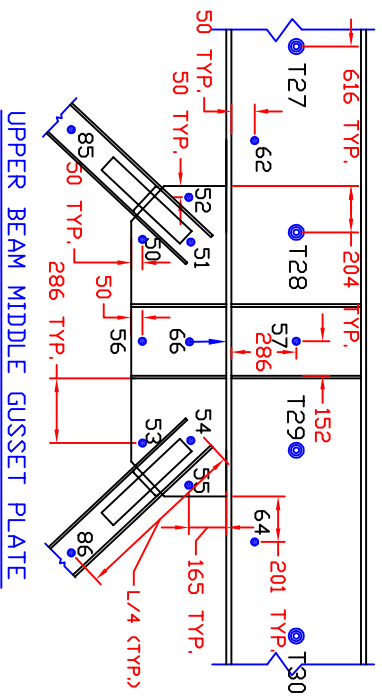 616 TYP.
204 TYP.
152
T27
T28
T29
T30
57
201 TYP.
62
286
64
50 TYP.
50 TYP.
52
51
66
54
55
165 TYP.
50
56
53
L/4 (TYP.)
50 TYP.
50
286 TYP.
85
86
UPPER BEAM MIDDLE GUSSET PLATE